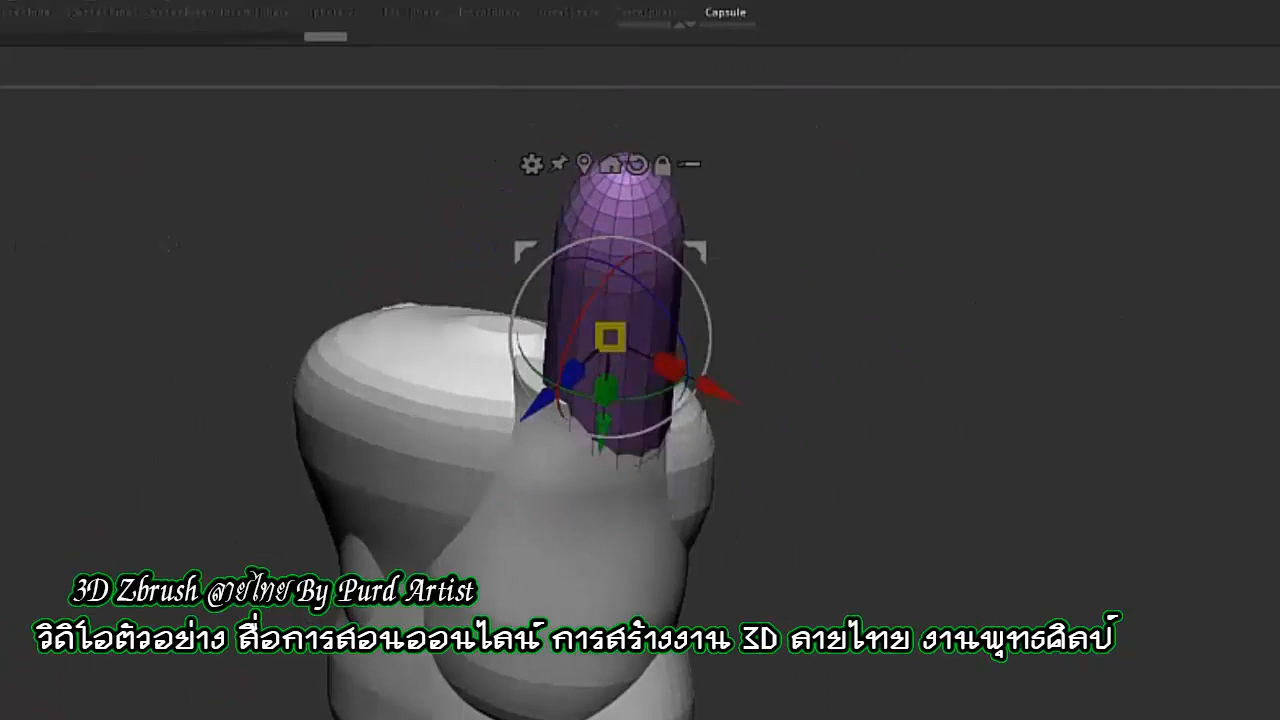 Capsule
3D Zbrush ลายไทย By Purd Artist
วิดีโอตัวอย่าง สื่อการสอนออนไลน์ การสร้างงาน 3D ลายไทย งานพุทธศิลป์